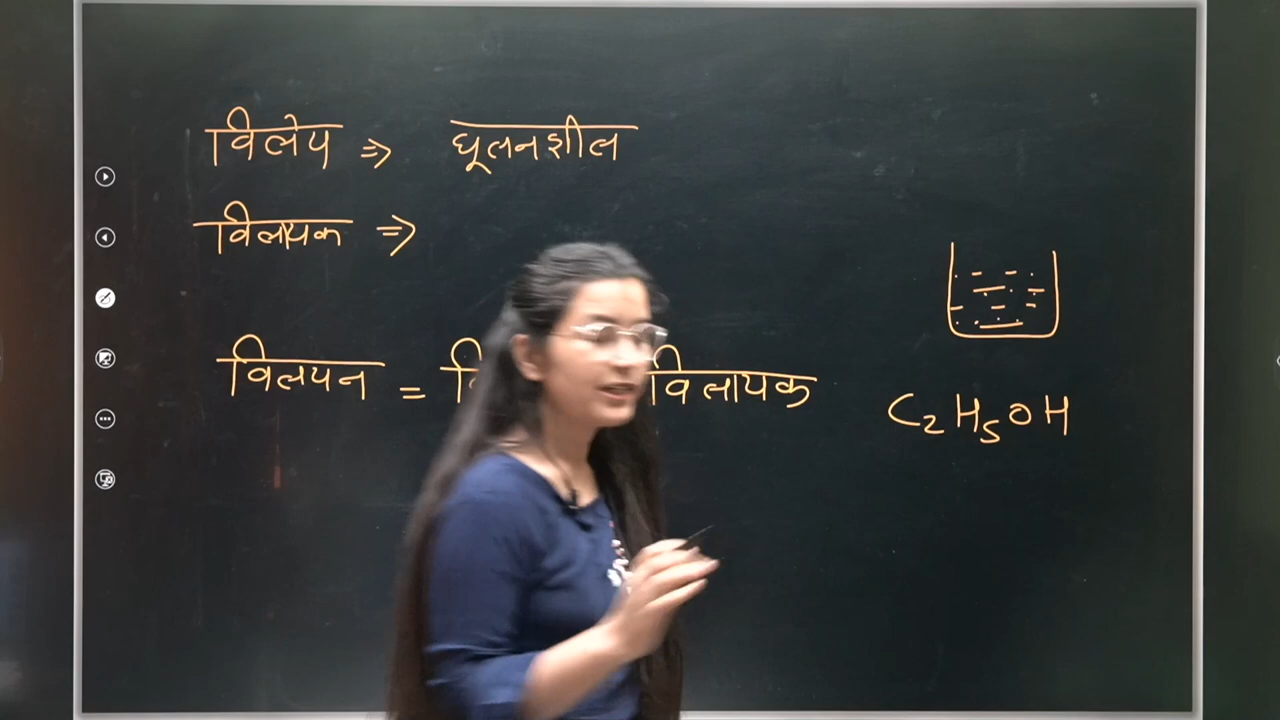 विलेय ⇒ घूलनशील
विलायक ⇒
विलयन = वि विलायक
C₂H₅OH